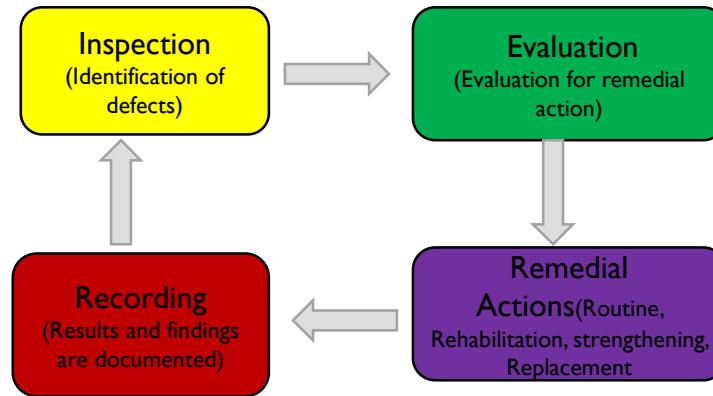 Inspection
(Identification of
defects)
Evaluation
(Evaluation for remedial
action)
Remedial
Actions(Routine,
Rehabilitation, strengthening,
Replacement
Recording
(Results and findings
are documented)